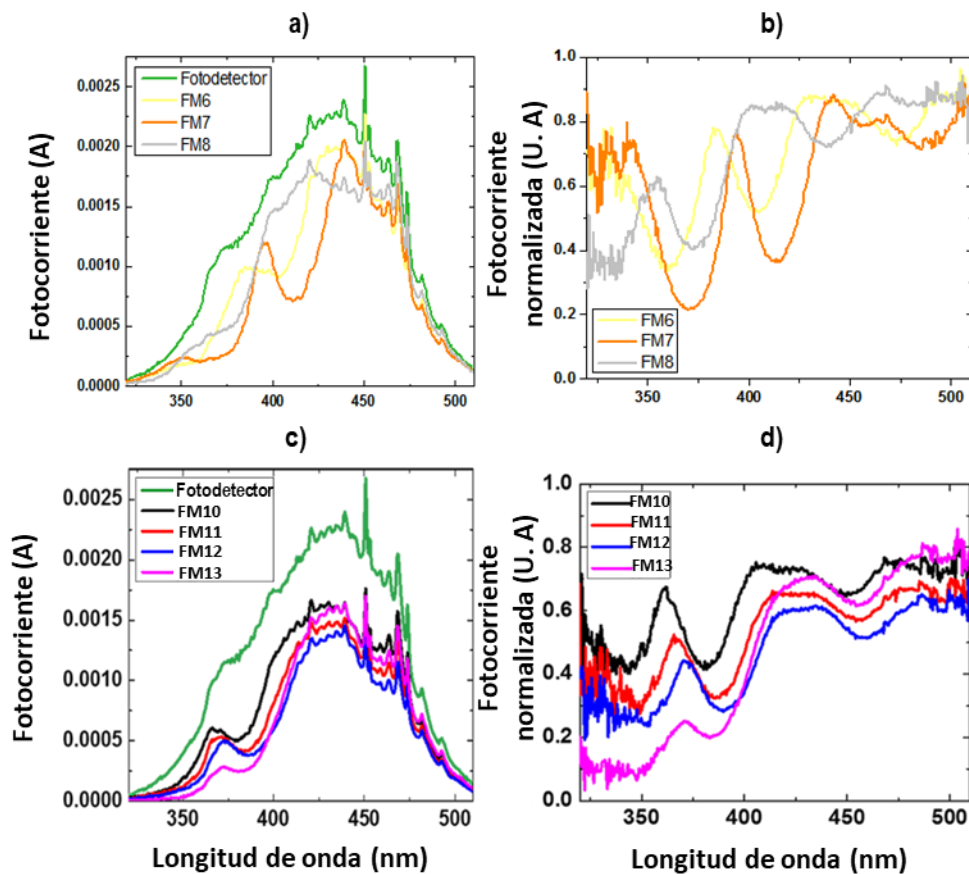 a)
Fotocorriente (A)
0.0025
0.0020
0.0015
0.0010
0.0005
0.0000
Fotodetector
FM6
FM7
FM8
350
400
450
500
b)
Fotocorriente
normalizada (U. A)
1.0
0.8
0.6
0.4
0.2
0.0
FM6
FM7
FM8
350
400
450
500
c)
Fotocorriente (A)
0.0025
0.0020
0.0015
0.0010
0.0005
0.0000
Fotodetector
FM10
FM11
FM12
FM13
350
400
450
500
Longitud de onda (nm)
d)
Fotocorriente
normalizada (U. A)
1.0
0.8
0.6
0.4
0.2
0.0
FM10
FM11
FM12
FM13
350
400
450
500
Longitud de onda (nm)